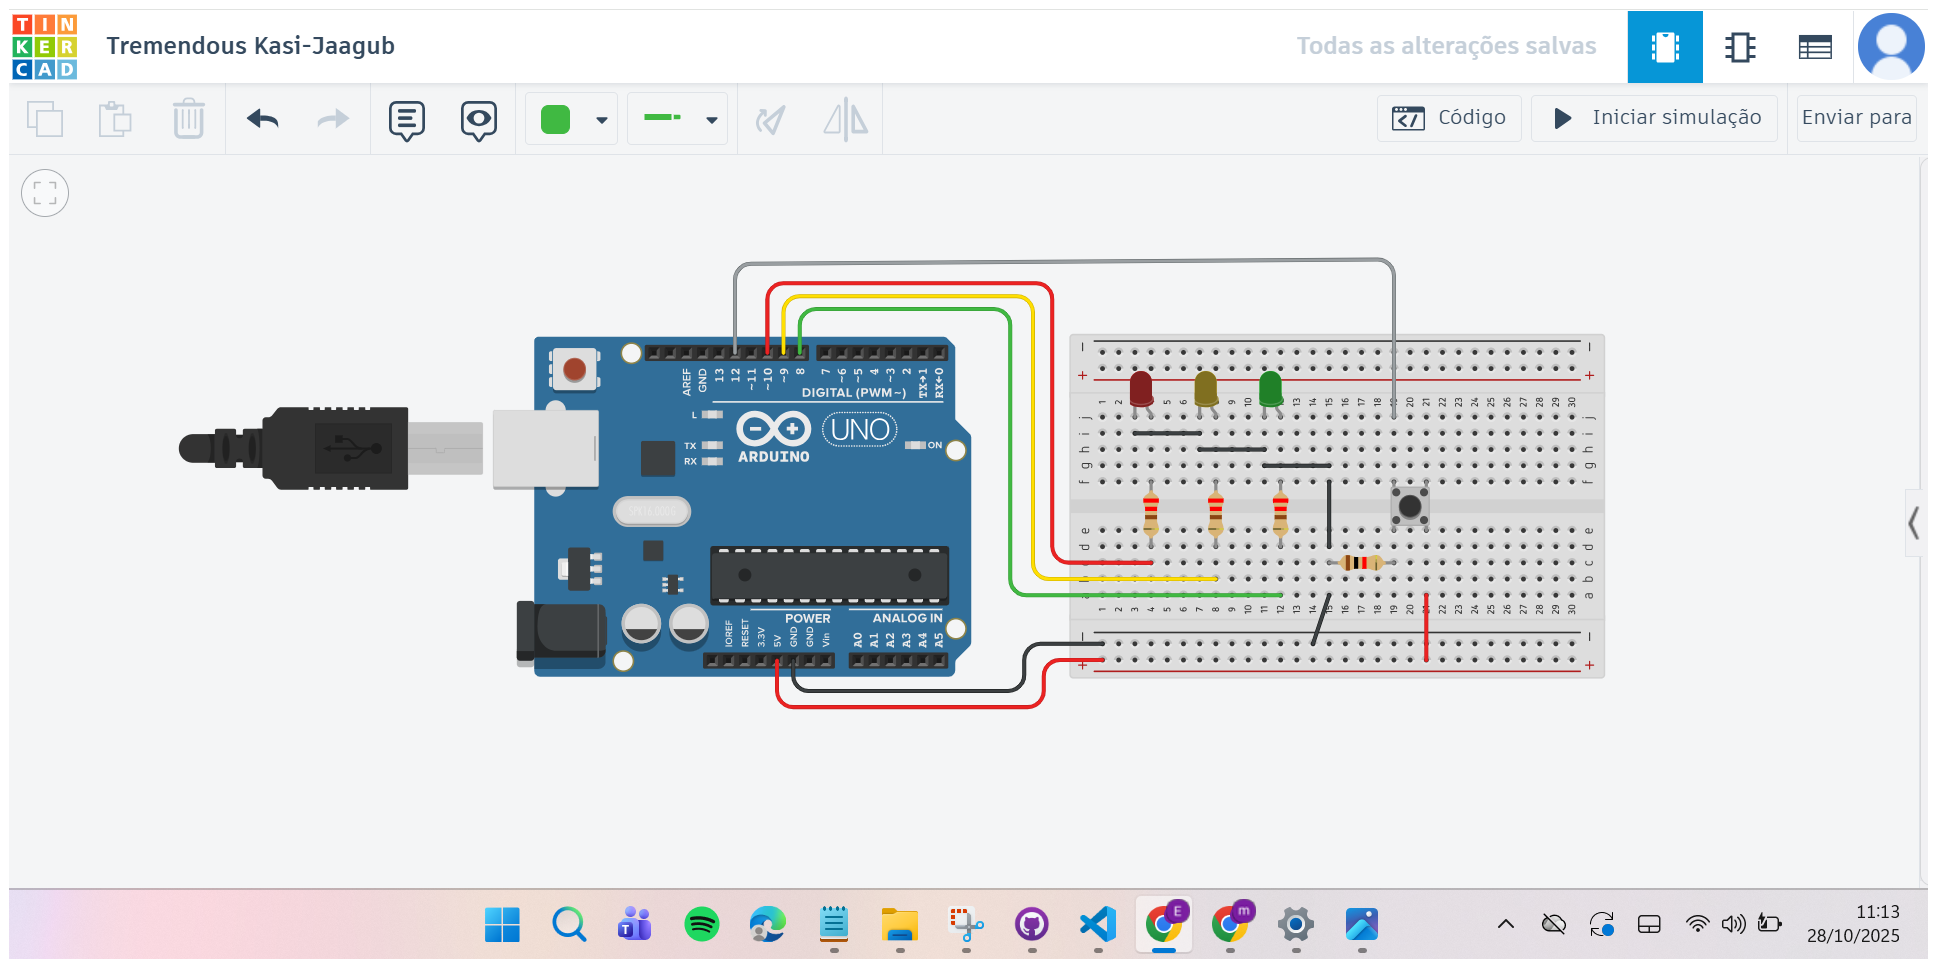 TIN
KER
CAD
Tremendous Kasi-Jaagub
Todas as alterações salvas
Código
Iniciar simulação
Enviar para
AREF
GND
13
12
~11
~10
~9
8
7
~6
~5
4
~3
2
TX→1
RX←0
DIGITAL (PWM~)
L
TX
RX
ARDUINO
UNO
ON
POWER
ANALOG IN
IOREF
RESET
3.3V
5V
GND
GND
Vin
A0
A1
A2
A3
A4
A5
E
m
11:13
28/10/2025